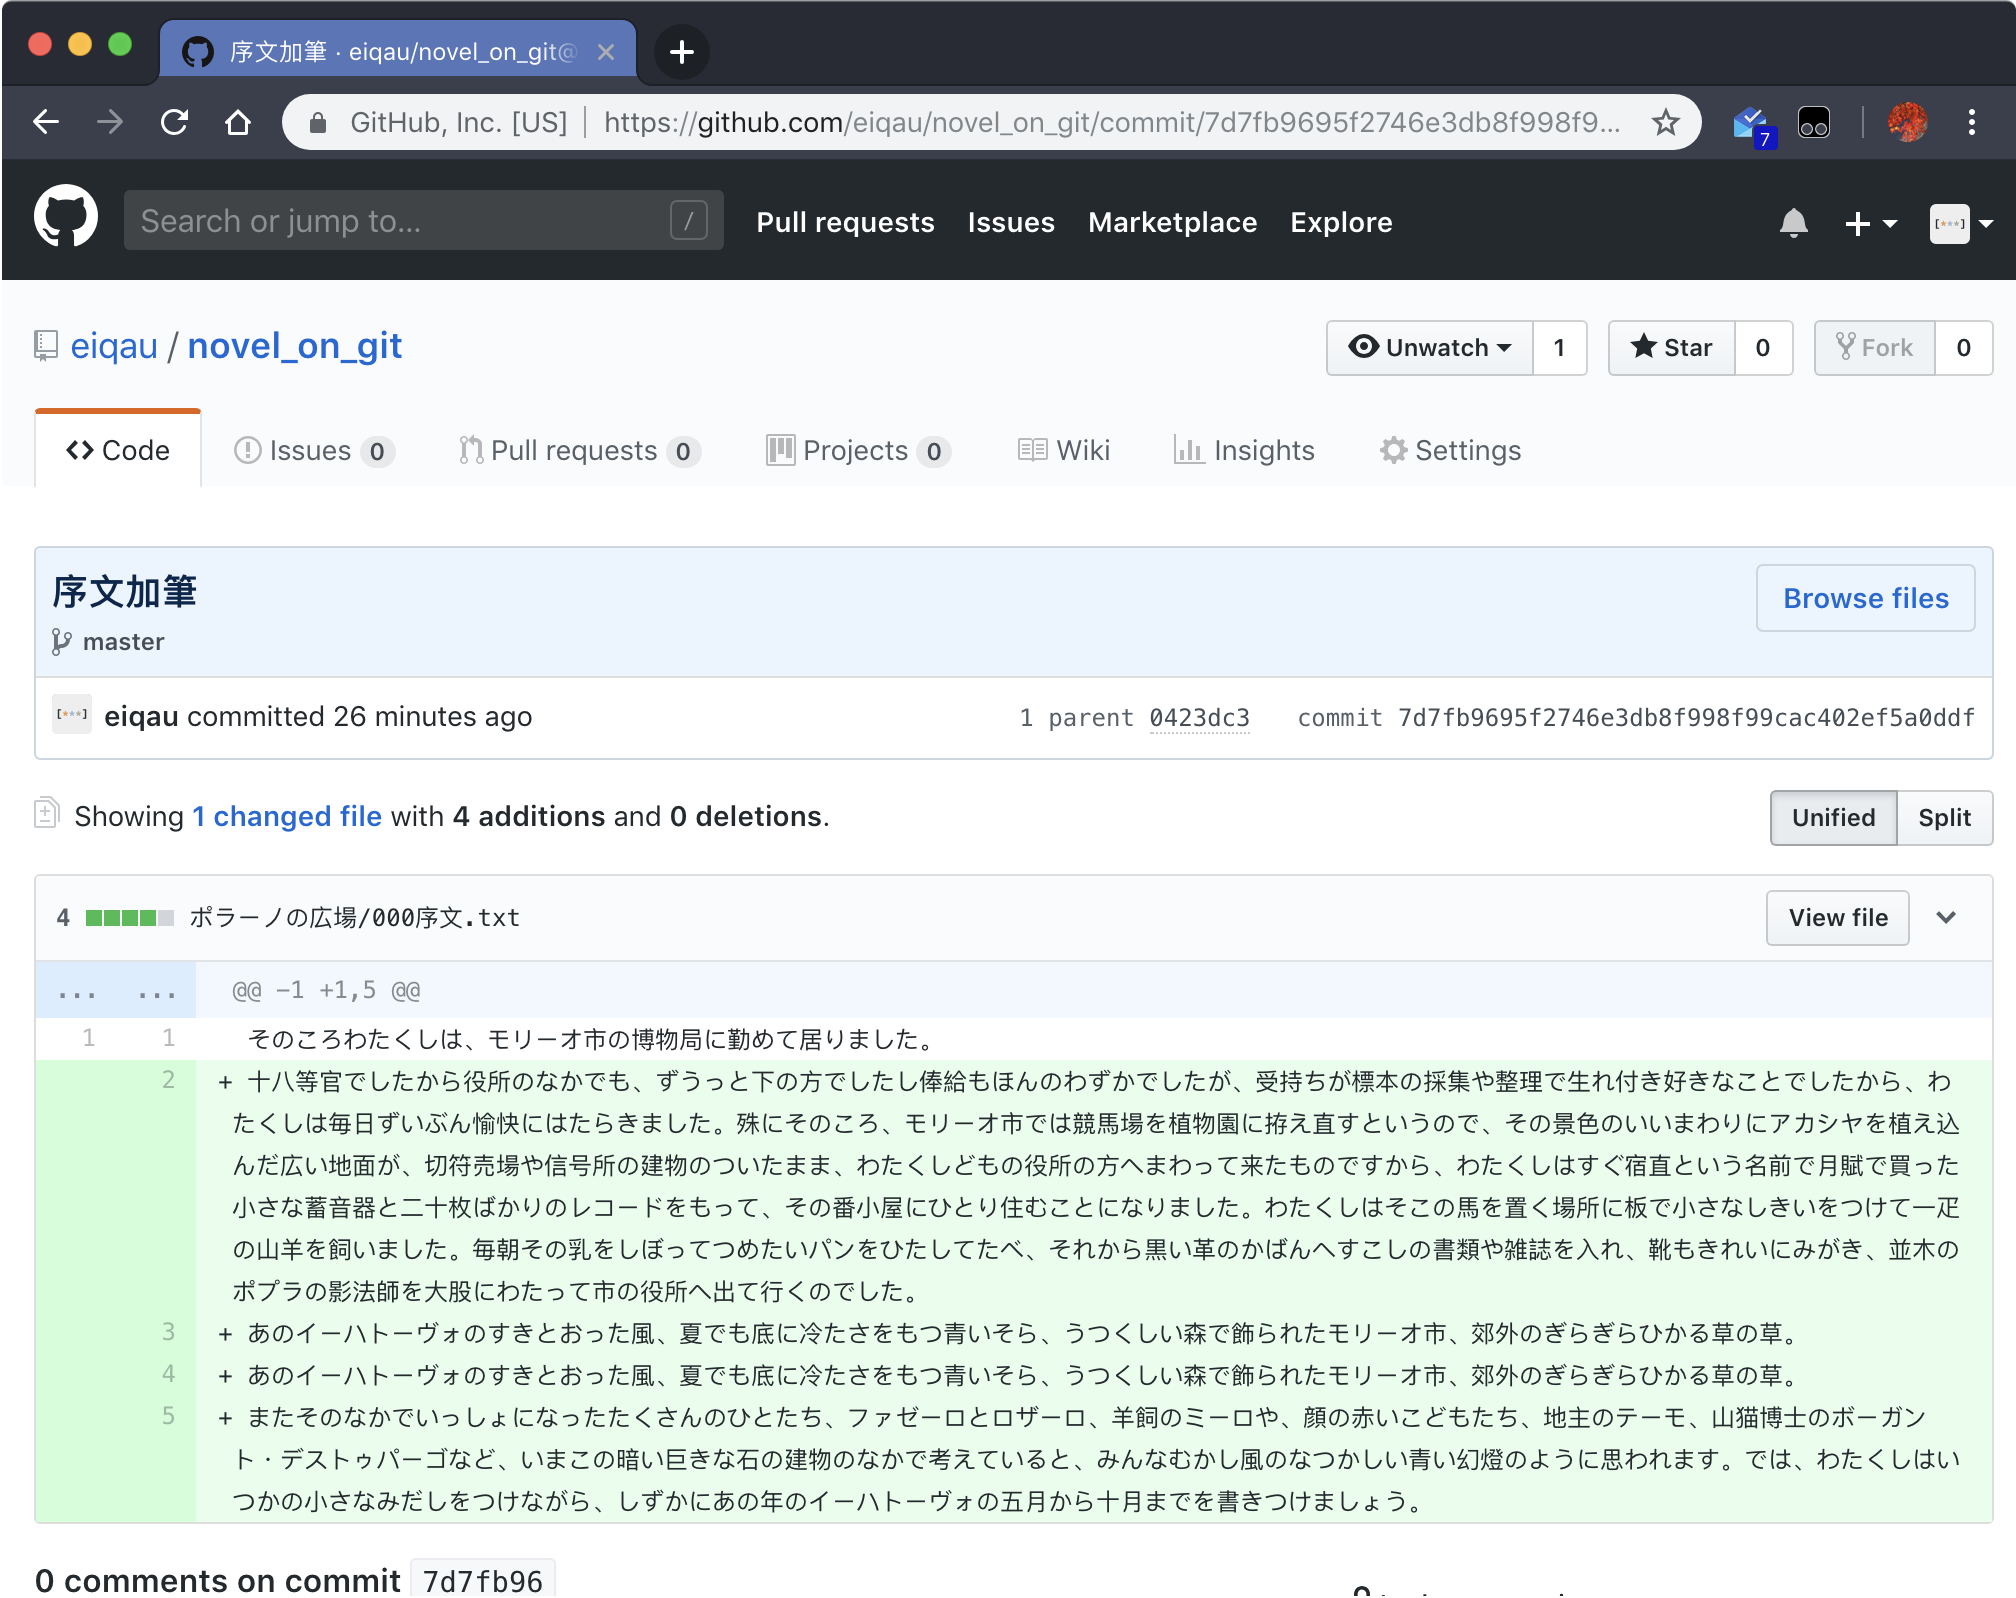 序文加筆 · eiqau/novel_on_git@
GitHub, Inc. [US] | https://github.com/eiqau/novel_on_git/commit/7d7fb9695f2746e3db8f998f9...
7
Search or jump to... / Pull requests Issues Marketplace Explore
[***]
eiqau / novel_on_git
Unwatch 1 Star 0 Fork 0
Code Issues 0 Pull requests 0 Projects 0 Wiki Insights Settings
序文加筆
Browse files
master
[***] eiqau committed 26 minutes ago 1 parent 0423dc3 commit 7d7fb9695f2746e3db8f998f99cac402ef5a0ddf
Showing 1 changed file with 4 additions and 0 deletions.
Unified Split
4 ポラーノの広場/000序文.txt View file
... ... @@ -1 +1,5 @@
1 1 そのころわたくしは、モリーオ市の博物局に勤めて居りました。
2 + 十八等官でしたから役所のなかでも、ずうっと下の方でしたし俸給もほんのわずかでしたが、受持ちが標本の採集や整理で生れ付き好きなことでしたから、わ
たくしは毎日ずいぶん愉快にはたらきました。殊にそのころ、モリーオ市では競馬場を植物園に拵え直すというので、その景色のいいまわりにアカシヤを植え込
んだ広い地面が、切符売場や信号所の建物のついたまま、わたくしどもの役所の方へまわって来たものですから、わたくしはすぐ宿直という名前で月賦で買った
小さな蓄音器と二十枚ばかりのレコードをもって、その番小屋にひとり住むことになりました。わたくしはそこの馬を置く場所に板で小さなしきいをつけて一疋
の山羊を飼いました。毎朝その乳をしぼってつめたいパンをひたしてたべ、それから黒い革のかばんへすこしの書類や雑誌を入れ、靴もきれいにみがき、並木の
ポプラの影法師を大股にわたって市の役所へ出て行くのでした。
3 + あのイーハトーヴォのすきとおった風、夏でも底に冷たさをもつ青いそら、うつくしい森で飾られたモリーオ市、郊外のぎらぎらひかる草の草。
4 + あのイーハトーヴォのすきとおった風、夏でも底に冷たさをもつ青いそら、うつくしい森で飾られたモリーオ市、郊外のぎらぎらひかる草の草。
5 + またそのなかでいっしょになったたくさんのひとたち、ファゼーロとロザーロ、羊飼のミーロや、顔の赤いこどもたち、地主のテーモ、山猫博士のボーガン
ト・デストゥパーゴなど、いまこの暗い巨きな石の建物のなかで考えていると、みんなむかし風のなつかしい青い幻燈のように思われます。では、わたくしはい
つかの小さなみだしをつけながら、しずかにあの年のイーハトーヴォの五月から十月までを書きつけましょう。
0 comments on commit 7d7fb96